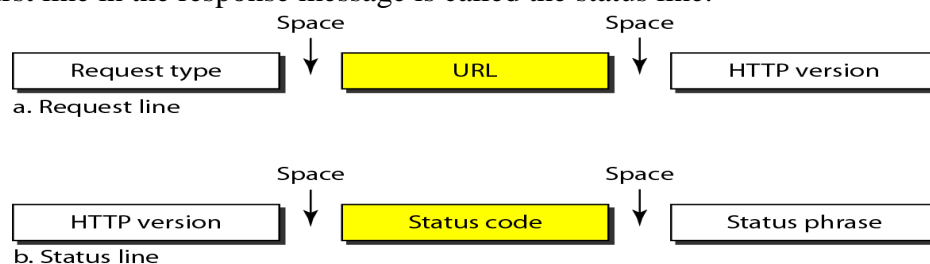 first line in the response message is called the status line.
Space Space
Request type URL HTTP version
a. Request line
Space Space
HTTP version Status code Status phrase
b. Status line